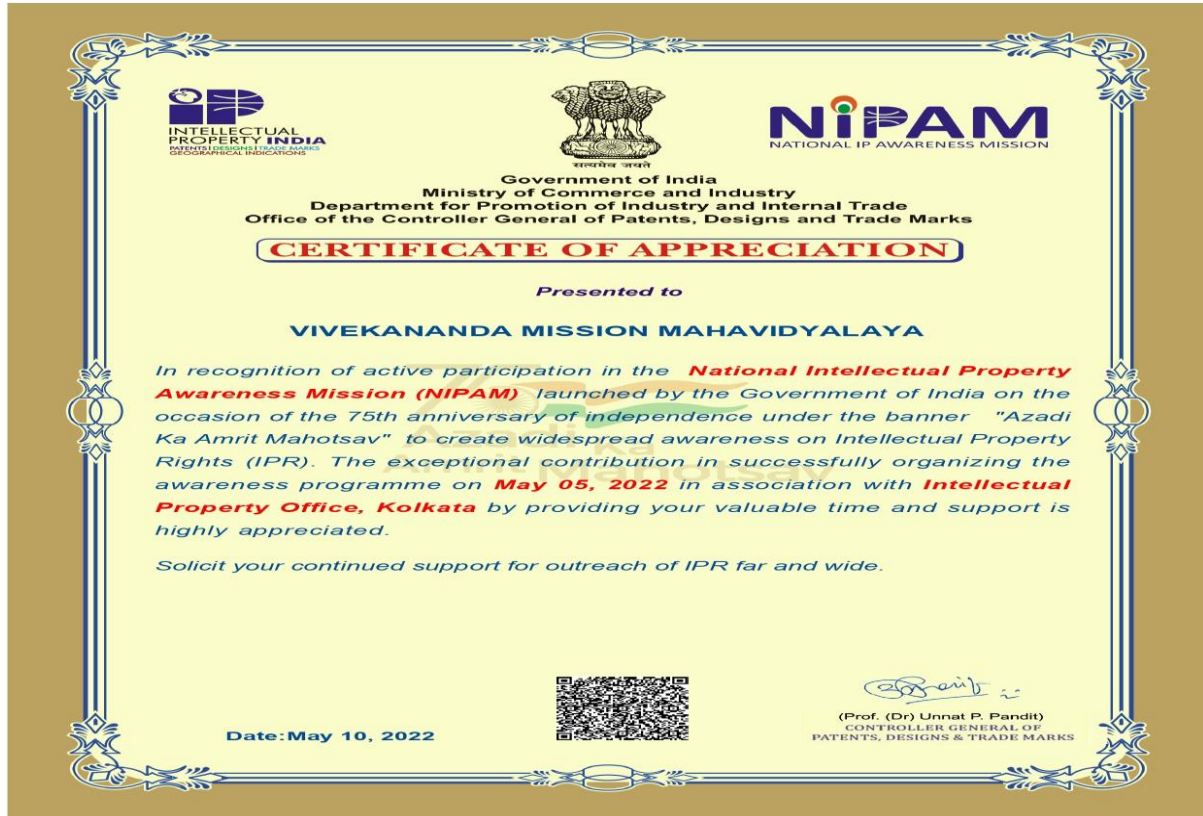 INTELLECTUAL
PROPERTY INDIA
PATENTS | DESIGNS | TRADE MARKS
GEOGRAPHICAL INDICATIONS
सत्यमेव जयते
NiPAM
NATIONAL IP AWARENESS MISSION
Government of India
Ministry of Commerce and Industry
Department for Promotion of Industry and Internal Trade
Office of the Controller General of Patents, Designs and Trade Marks
CERTIFICATE OF APPRECIATION
Presented to
VIVEKANANDA MISSION MAHAVIDYALAYA
In recognition of active participation in the National Intellectual Property
Awareness Mission (NIPAM) launched by the Government of India on the
occasion of the 75th anniversary of independence under the banner "Azadi
Ka Amrit Mahotsav" to create widespread awareness on Intellectual Property
Rights (IPR). The exceptional contribution in successfully organizing the
awareness programme on May 05, 2022 in association with Intellectual
Property Office, Kolkata by providing your valuable time and support is
highly appreciated.
Azadi Ka
Amrit Mahotsav
Solicit your continued support for outreach of IPR far and wide.
Date:May 10, 2022
(Prof. (Dr) Unnat P. Pandit)
CONTROLLER GENERAL OF
PATENTS, DESIGNS & TRADE MARKS